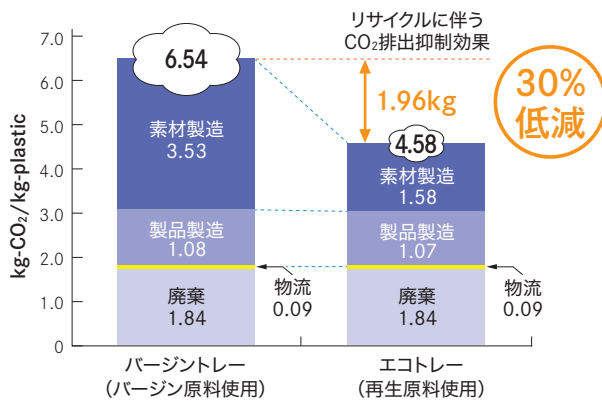 リサイクルに伴う
CO₂排出抑制効果
30%
低減
1.96kg
kg-CO₂/kg-plastic
7.0
6.0
5.0
4.0
3.0
2.0
1.0
0
6.54
素材製造
3.53
製品製造
1.08
物流
0.09
廃棄
1.84
バージントレー
（バージン原料使用）
4.58
素材製造
1.58
製品製造
1.07
物流
0.09
廃棄
1.84
エコトレー
（再生原料使用）